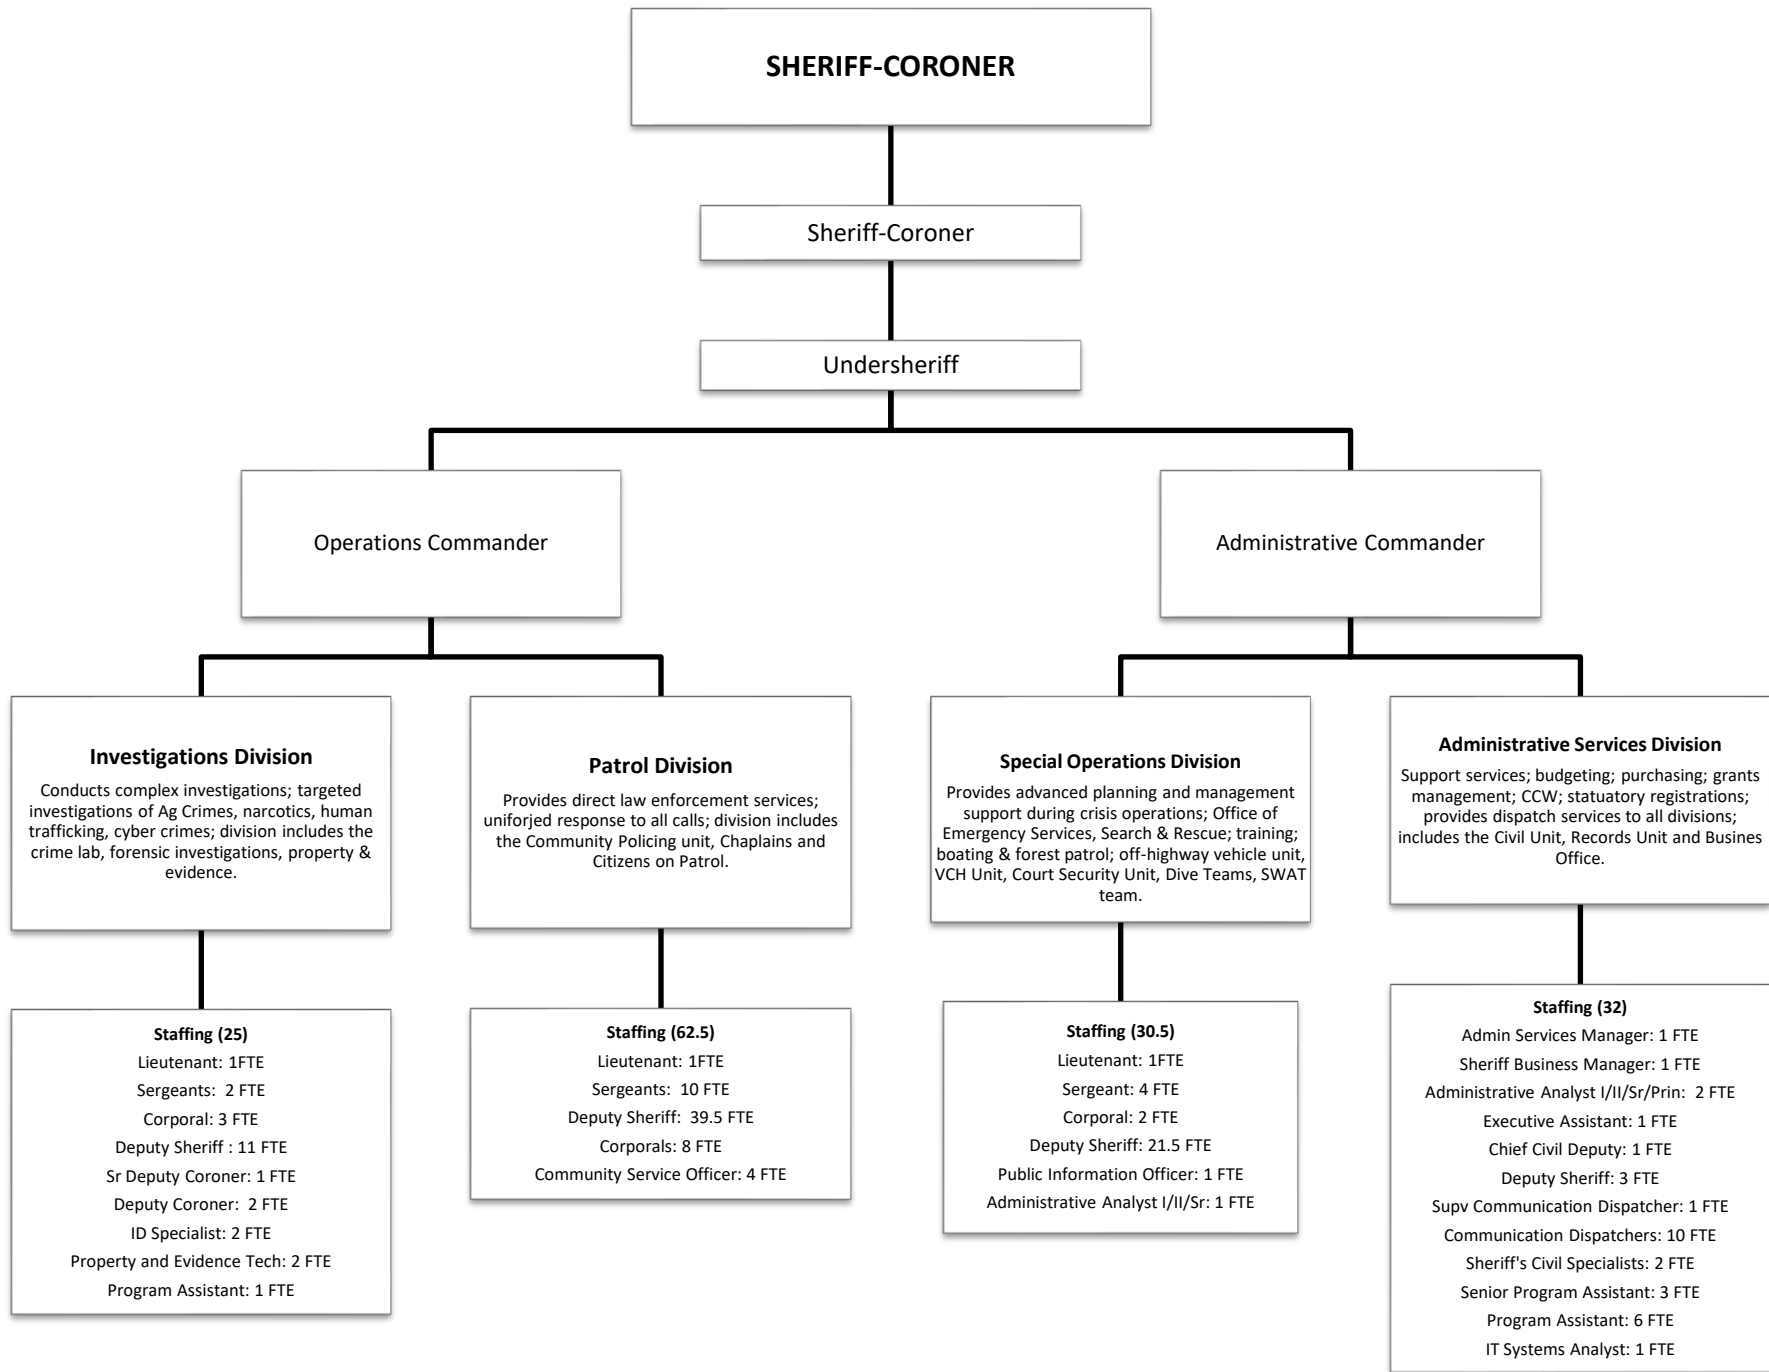 SHERIFF-CORONER
Sheriff-Coroner
Undersheriff
Operations Commander
Administrative Commander
Investigations Division
Conducts complex investigations; targeted
investigations of Ag Crimes, narcotics, human
trafficking, cyber crimes; division includes the
crime lab, forensic investigations, property &
evidence.
Patrol Division
Provides direct law enforcement services;
uniforjed response to all calls; division includes
the Community Policing unit, Chaplains and
Citizens on Patrol.
Special Operations Division
Provides advanced planning and management
support during crisis operations; Office of
Emergency Services, Search & Rescue; training;
boating & forest patrol; off-highway vehicle unit,
VCH Unit, Court Security Unit, Dive Teams, SWAT
team.
Administrative Services Division
Support services; budgeting; purchasing; grants
management; CCW; statuatory registrations;
provides dispatch services to all divisions;
includes the Civil Unit, Records Unit and Busines
Office.
Staffing (25)
Lieutenant: 1FTE
Sergeants:  2 FTE
Corporal: 3 FTE
Deputy Sheriff : 11 FTE
Sr Deputy Coroner: 1 FTE
Deputy Coroner:  2 FTE
ID Specialist: 2 FTE
Property and Evidence Tech: 2 FTE
Program Assistant: 1 FTE
Staffing (62.5)
Lieutenant: 1FTE
Sergeants:  10 FTE
Deputy Sheriff:  39.5 FTE
Corporals: 8 FTE
Community Service Officer: 4 FTE
Staffing (30.5)
Lieutenant: 1FTE
Sergeant: 4 FTE
Corporal: 2 FTE
Deputy Sheriff: 21.5 FTE
Public Information Officer: 1 FTE
Administrative Analyst I/II/Sr: 1 FTE
Staffing (32)
Admin Services Manager: 1 FTE
Sheriff Business Manager: 1 FTE
Administrative Analyst I/II/Sr/Prin:  2 FTE
Executive Assistant: 1 FTE
Chief Civil Deputy: 1 FTE
Deputy Sheriff: 3 FTE
Supv Communication Dispatcher: 1 FTE
Communication Dispatchers: 10 FTE
Sheriff's Civil Specialists: 2 FTE
Senior Program Assistant: 3 FTE
Program Assistant: 6 FTE
IT Systems Analyst: 1 FTE